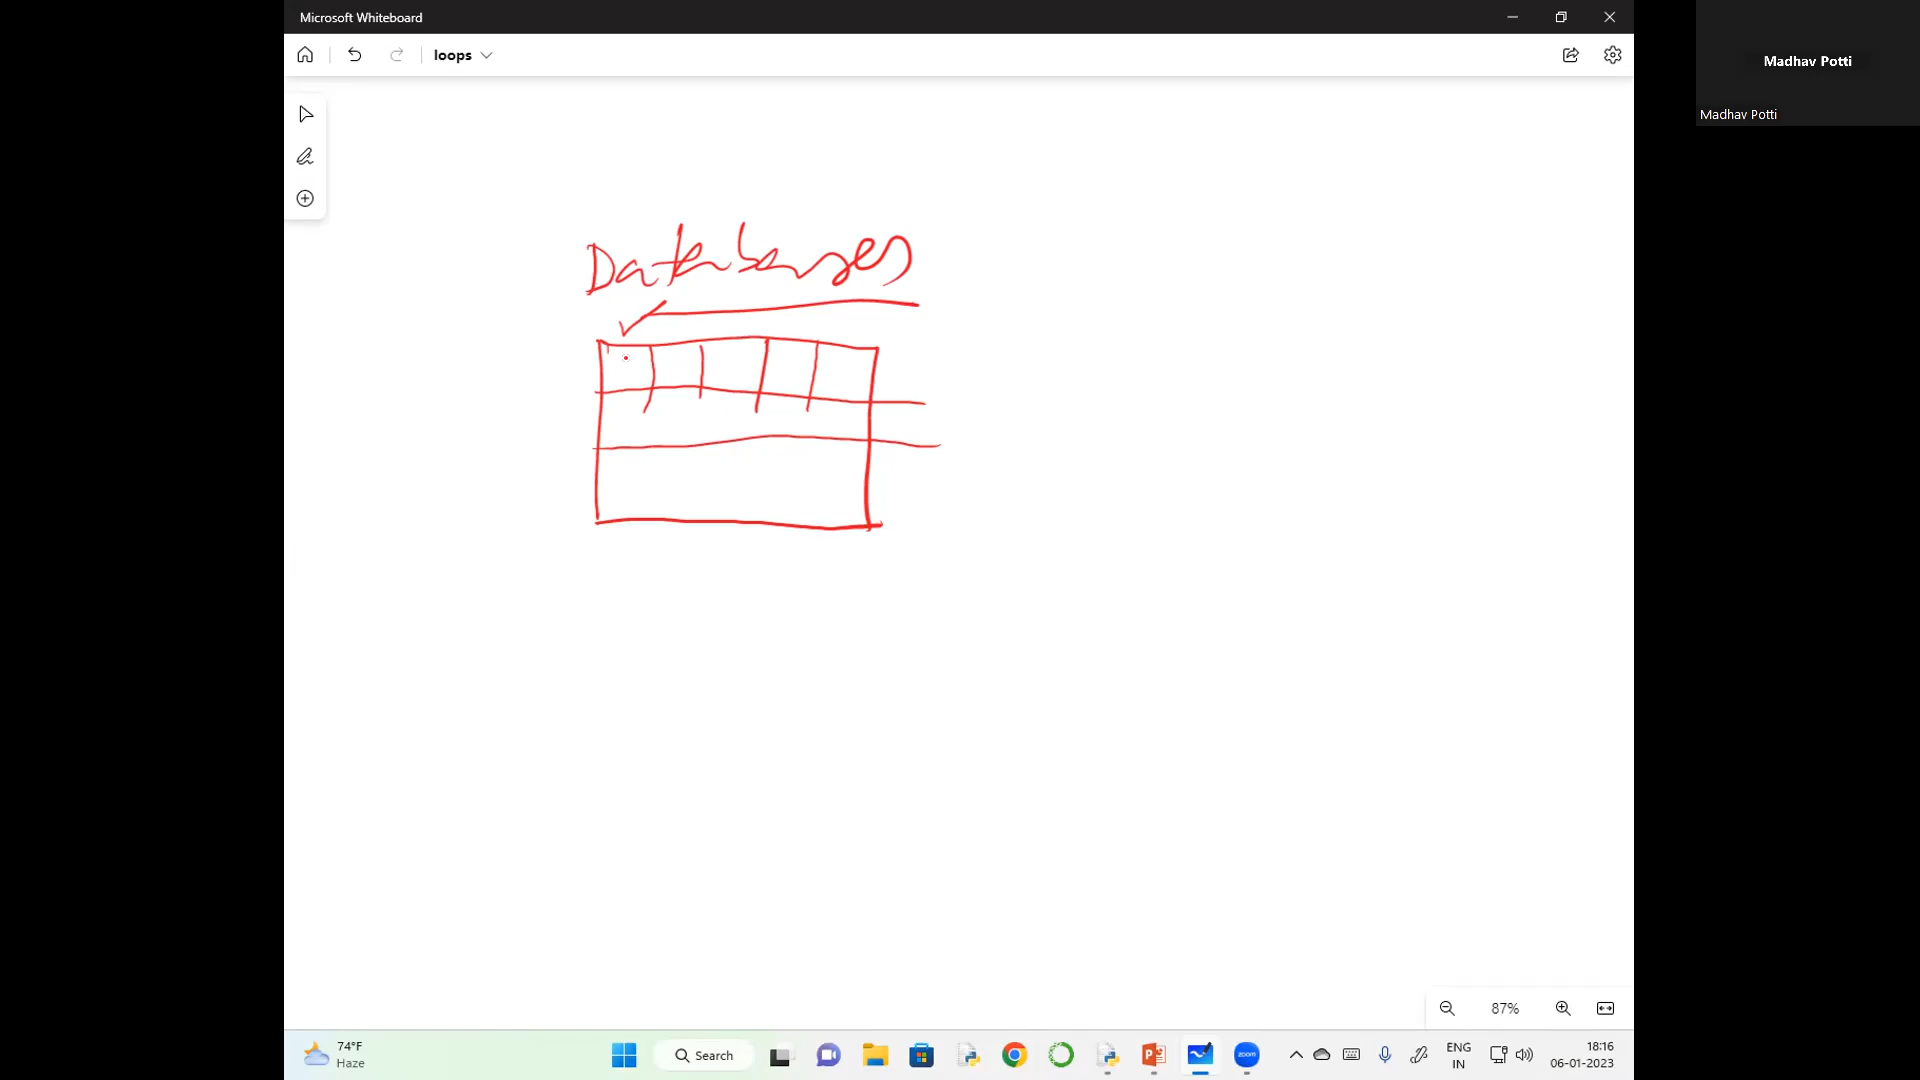 Microsoft Whiteboard
loops
Madhav Potti
Madhav Potti
Databases
87%
74°F
Haze
Search
zoom
ENG
IN
18:16
06-01-2023